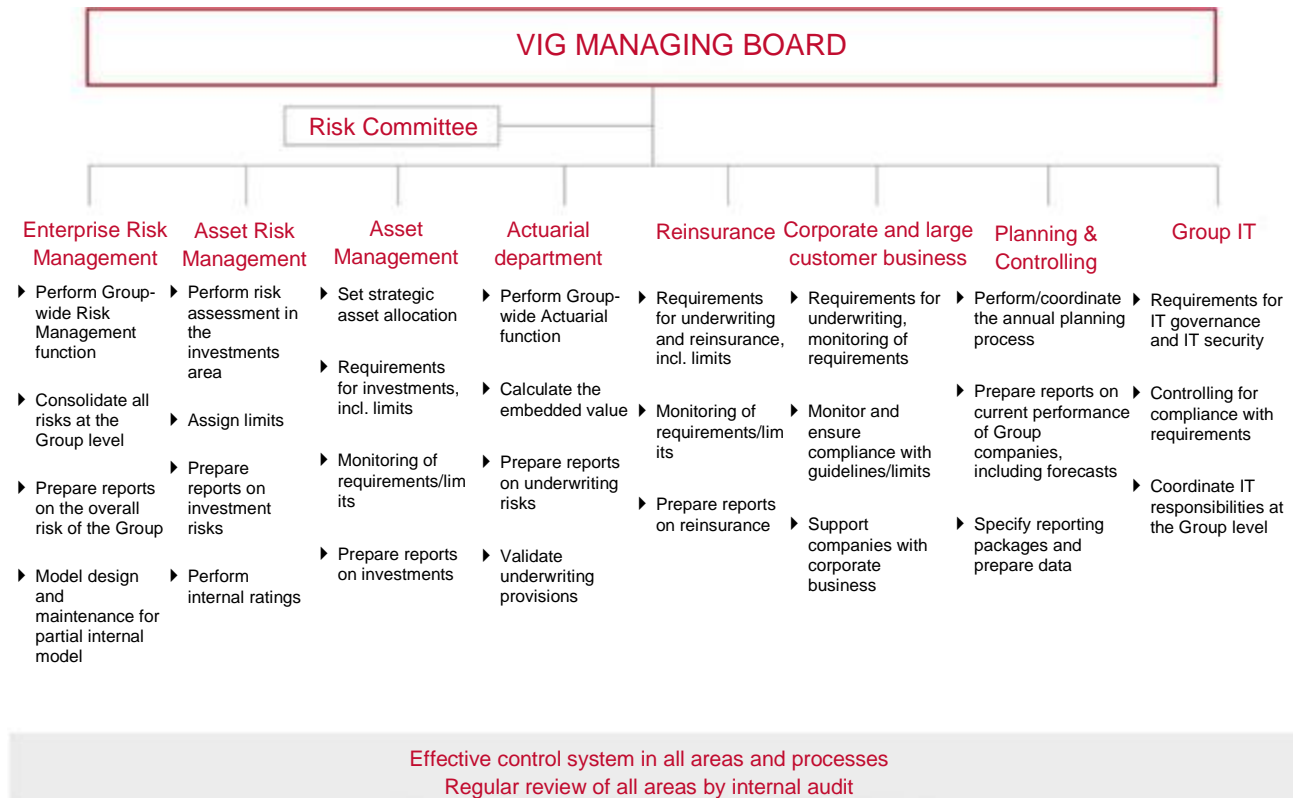 VIG MANAGING BOARD
Risk Committee
Enterprise Risk
Management
Perform Group-
wide Risk
Management
function
Consolidate all
risks at the
Group level
Prepare reports
on the overall
risk of the Group
Model design
and
maintenance for
partial internal
model
Asset Risk
Management
Perform risk
assessment in
the
investments
area
Assign limits
Prepare
reports on
investment
risks
Perform
internal ratings
Asset
Management
Set strategic
asset allocation
Requirements
for investments,
incl. limits
Monitoring of
requirements/lim
its
Prepare reports
on investments
Actuarial
department
Perform Group-
wide Actuarial
function
Calculate the
embedded value
Prepare reports
on underwriting
risks
Validate
underwriting
provisions
Reinsurance
Requirements
for underwriting
and reinsurance,
incl. limits
Monitoring of
requirements/lim
its
Prepare reports
on reinsurance
Corporate and large
customer business
Requirements for
underwriting,
monitoring of
requirements
Monitor and
ensure
compliance with
guidelines/limits
Support
companies with
corporate
business
Planning &
Controlling
Perform/coordinate
the annual planning
process
Prepare reports on
current performance
of Group
companies,
including forecasts
Specify reporting
packages and
prepare data
Group IT
Requirements for
IT governance
and IT security
Controlling for
compliance with
requirements
Coordinate IT
responsibilities at
the Group level
Effective control system in all areas and processes
Regular review of all areas by internal audit